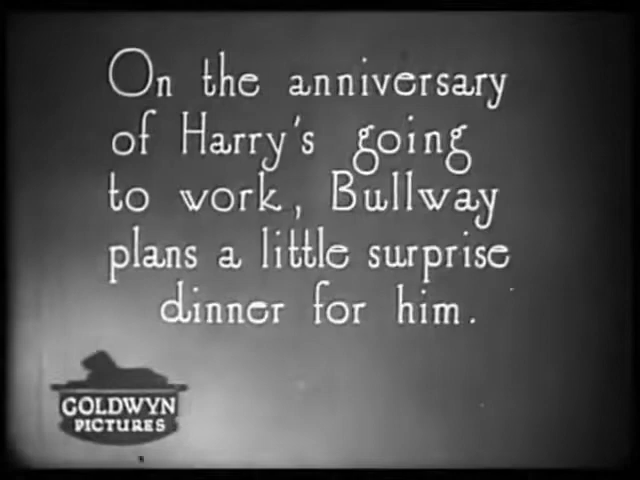 On the anniversary
of Harry's going
to work, Bullway
plans a little surprise
dinner for him.
GOLDWYN
PICTURES